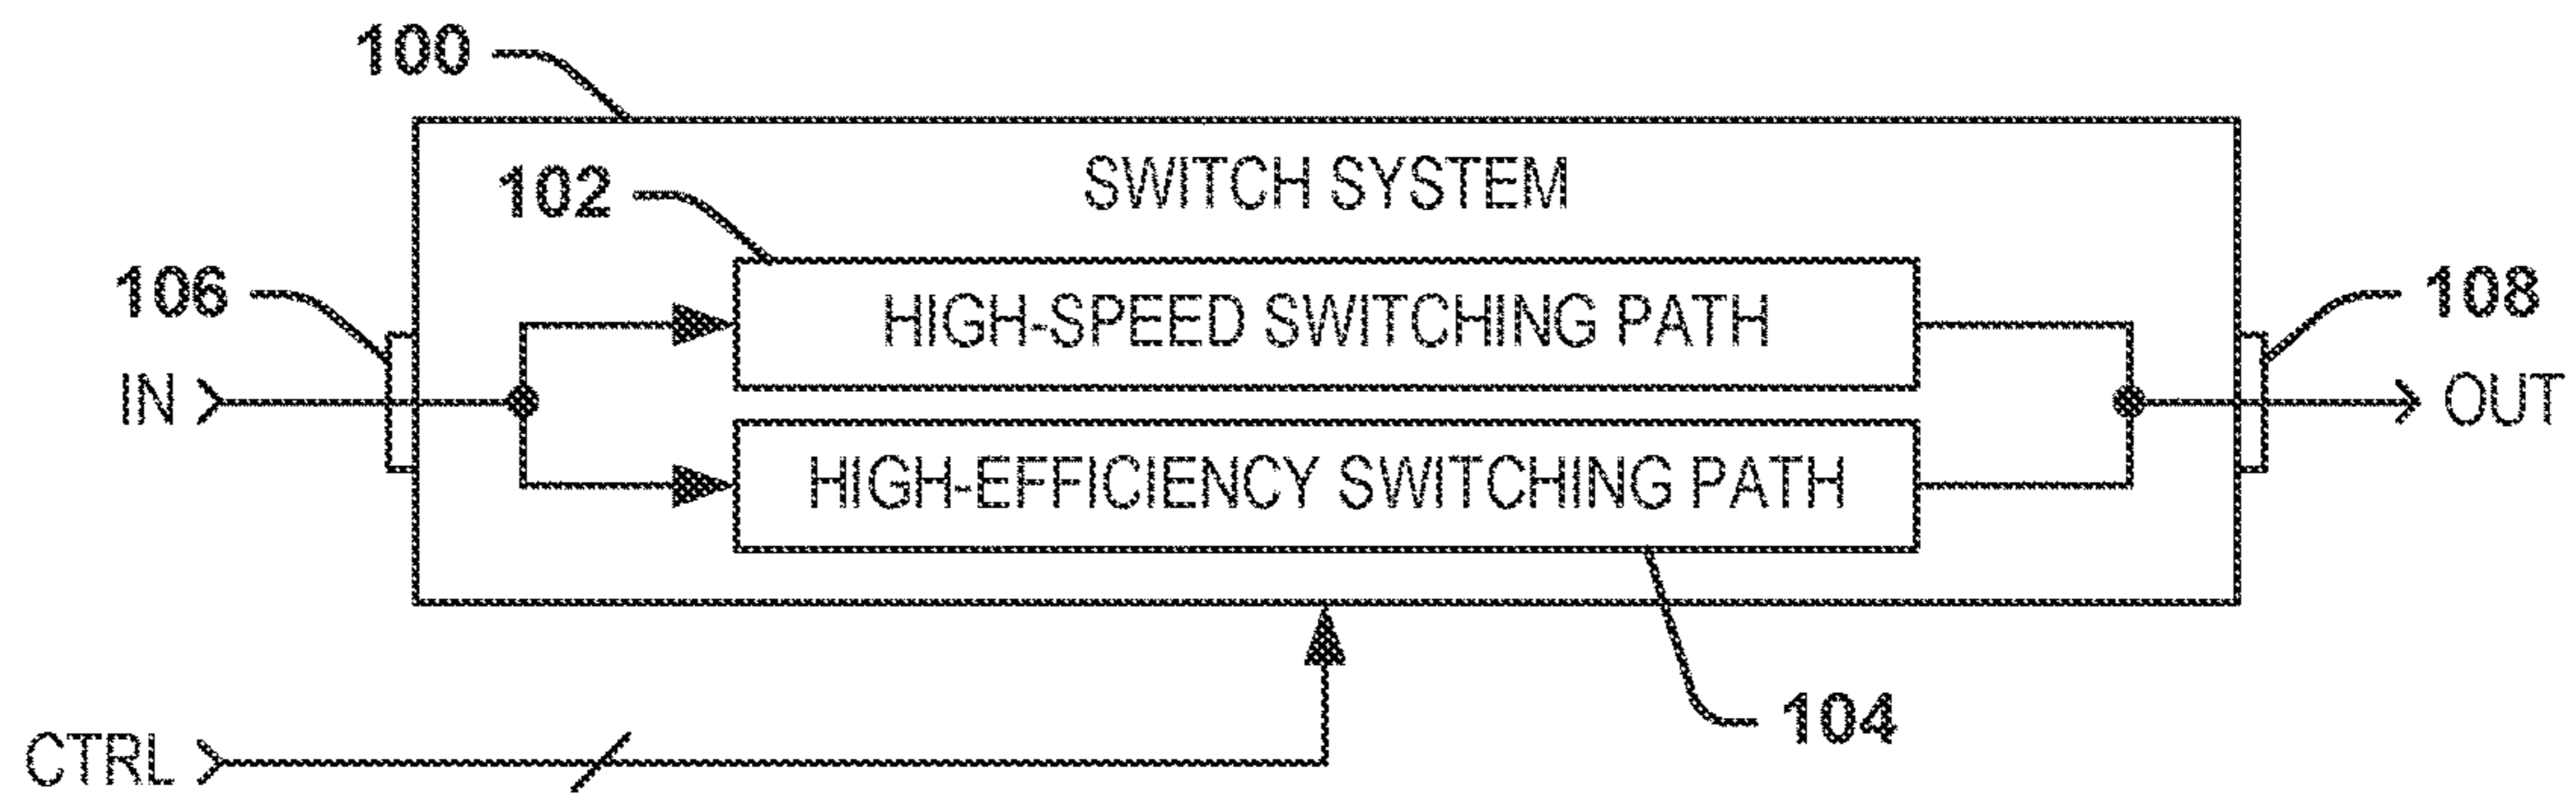 100
SWITCH SYSTEM
102
106
HIGH-SPEED SWITCHING PATH
108
IN
OUT
HIGH-EFFICIENCY SWITCHING PATH
104
CTRL